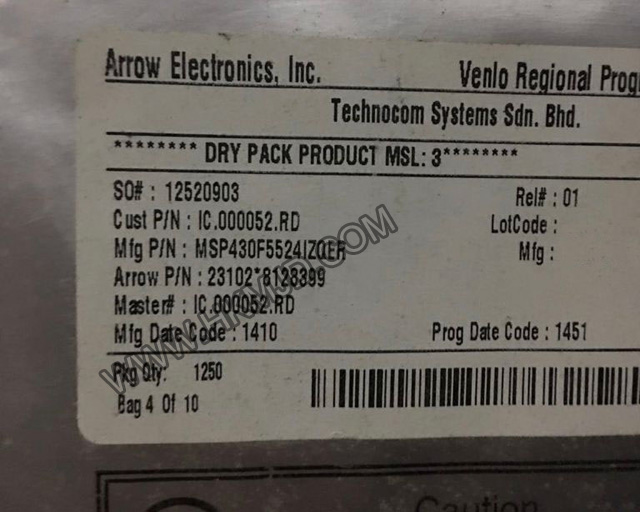 Arrow Electronics, Inc. Venlo Regional Prog
Technocom Systems Sdn. Bhd.
******** DRY PACK PRODUCT MSL: 3********
SO# : 12520903 Rel# : 01
Cust P/N : IC.000052.RD LotCode :
Mfg P/N : MSP430F5524IZQER Mfg :
Arrow P/N : 23102*8128399
Master# : IC.000052.RD
Mfg Date Code : 1410 Prog Date Code : 1451
Pkg Qty: 1250
Bag 4 Of 10
Caution